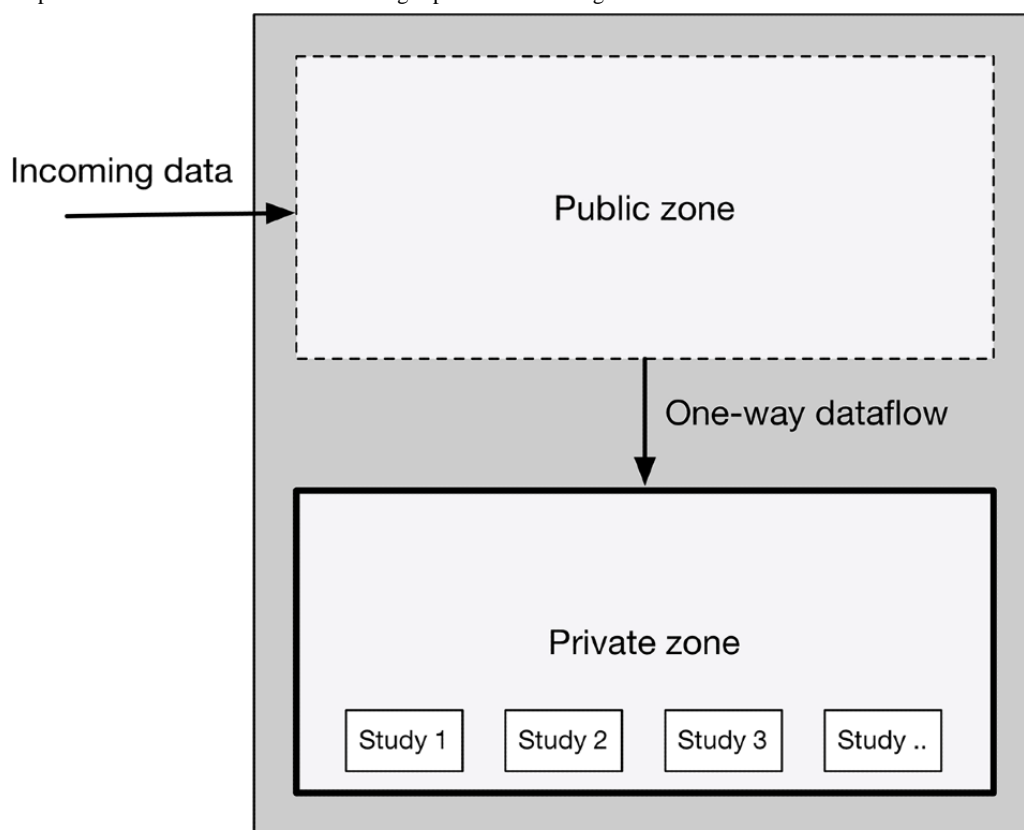 Incoming data
Public zone
One-way dataflow
Private zone
Study 1
Study 2
Study 3
Study ..